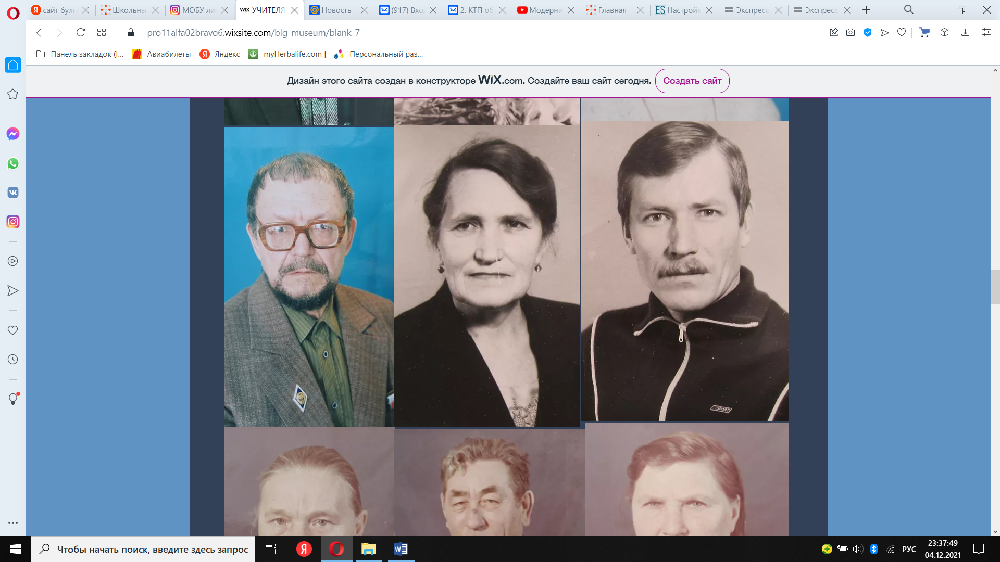 сайт булга
Школьны
МОБУ ли
WiX УЧИТЕЛЯ
Новость
(917) Вхо
2. КТП об
Модерни
Главная
ES Настройк
Экспресс
Экспресс
pro11alfa02bravo6.wixsite.com/blg-museum/blank-7
Панель закладок (I...
Авиабилеты
Я Яндекс
myHerbalife.com |
Персональный раз...
Дизайн этого сайта создан в конструкторе WiX.com. Создайте ваш сайт сегодня.
Создать сайт
SPORT
Чтобы начать поиск, введите здесь запрос
РУС
23:37:49
04.12.2021